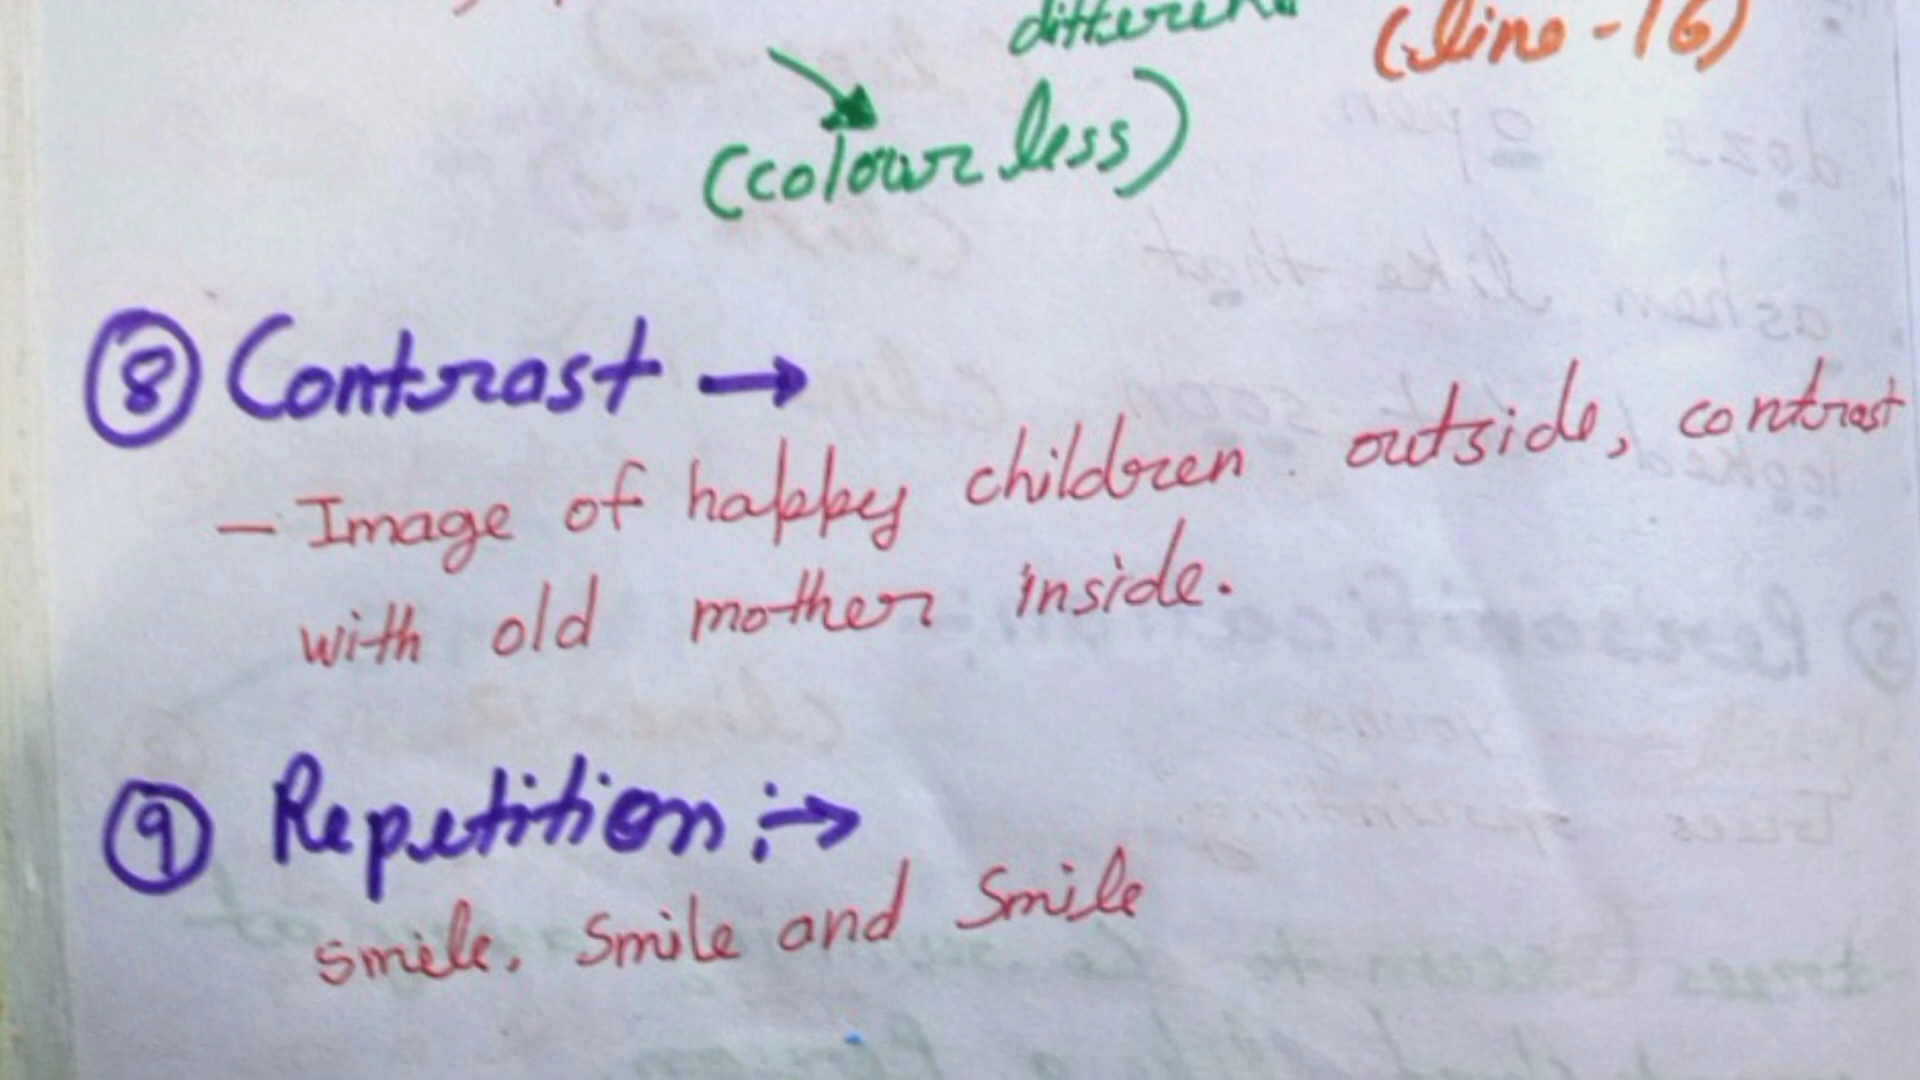 different (line-16)
(colourless)
⑧ Contrast →
- Image of happy children outside, contrast
with old mother inside.
⑨ Repetition :→
smile, smile and smile